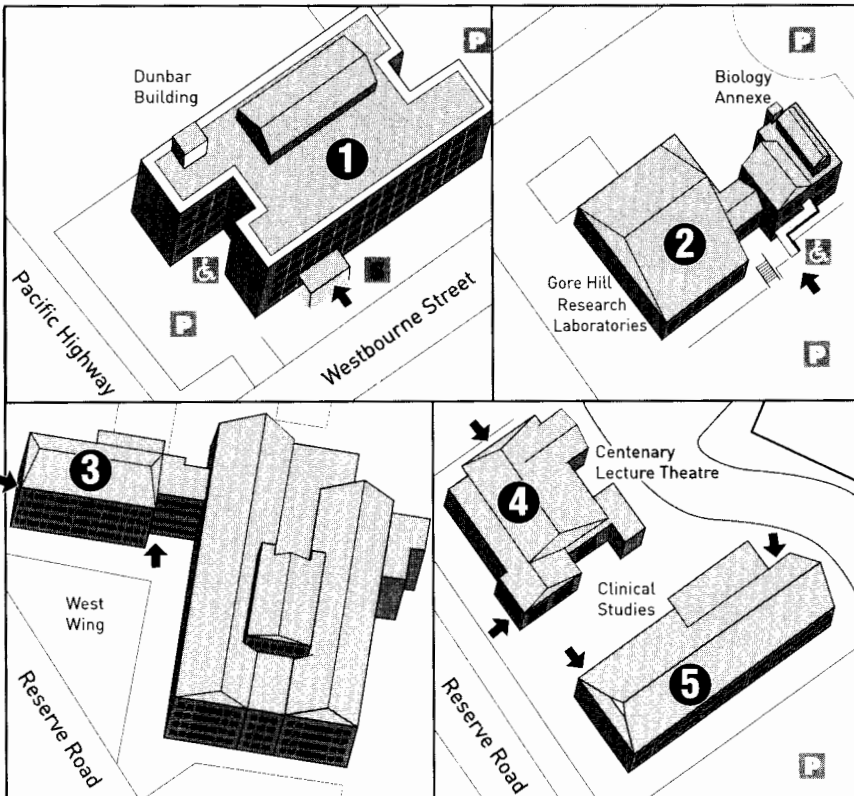 P
Dunbar
Building
1
Pacific Highway
P
Westbourne Street
P
Biology
Annexe
2
Gore Hill
Research
Laboratories
P
3
West
Wing
Reserve Road
4
Centenary
Lecture Theatre
Clinical
Studies
5
Reserve Road
P